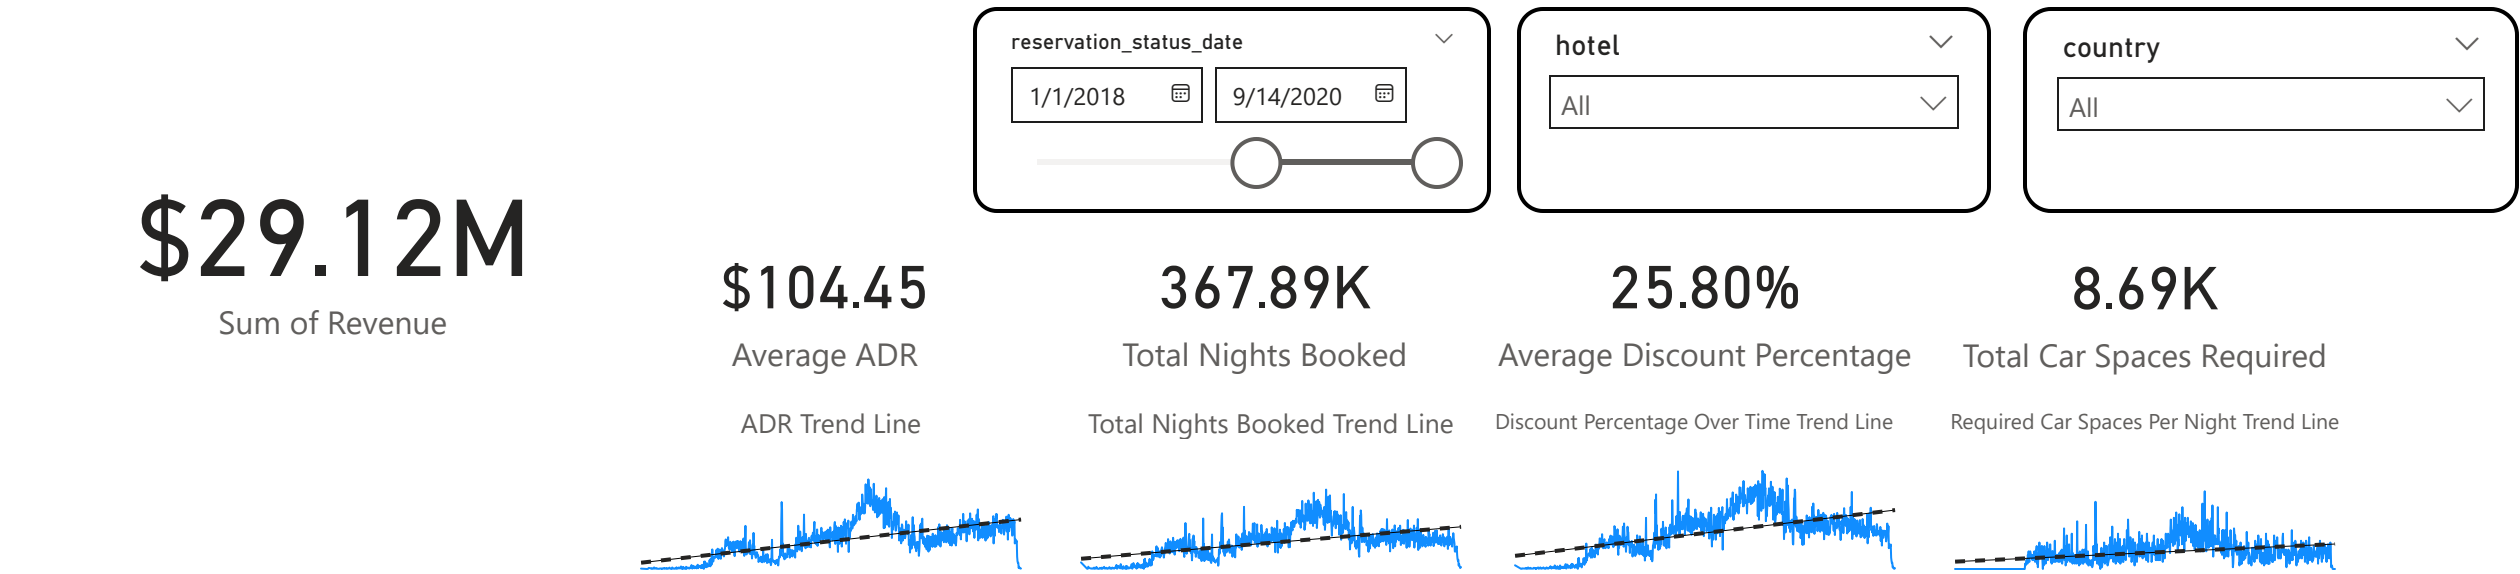 reservation_status_date
1/1/2018
9/14/2020
hotel
All
country
All
$29.12M
Sum of Revenue
$104.45
Average ADR
367.89K
Total Nights Booked
25.80%
Average Discount Percentage
8.69K
Total Car Spaces Required
ADR Trend Line
Total Nights Booked Trend Line
Discount Percentage Over Time Trend Line
Required Car Spaces Per Night Trend Line